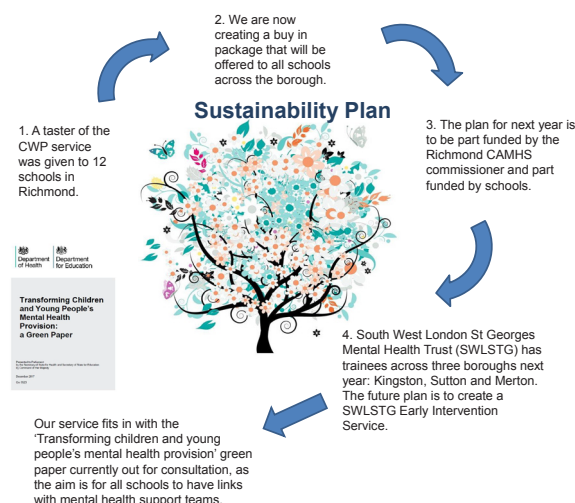 2. We are now
creating a buy in
package that will be
offered to all schools
across the borough.
Sustainability Plan
1. A taster of the
CWP service
was given to 12
schools in
Richmond.
3. The plan for next year is
to be part funded by the
Richmond CAMHS
commissioner and part
funded by schools.
Department
of Health
Department
for Education
Transforming Children
and Young People's
Mental Health
Provision:
a Green Paper
December 2017
4. South West London St Georges
Mental Health Trust (SWLSTG) has
trainees across three boroughs next
year: Kingston, Sutton and Merton.
The future plan is to create a
SWLSTG Early Intervention
Service.
Our service fits in with the
‘Transforming children and young
people’s mental health provision’ green
paper currently out for consultation, as
the aim is for all schools to have links
with mental health support teams.